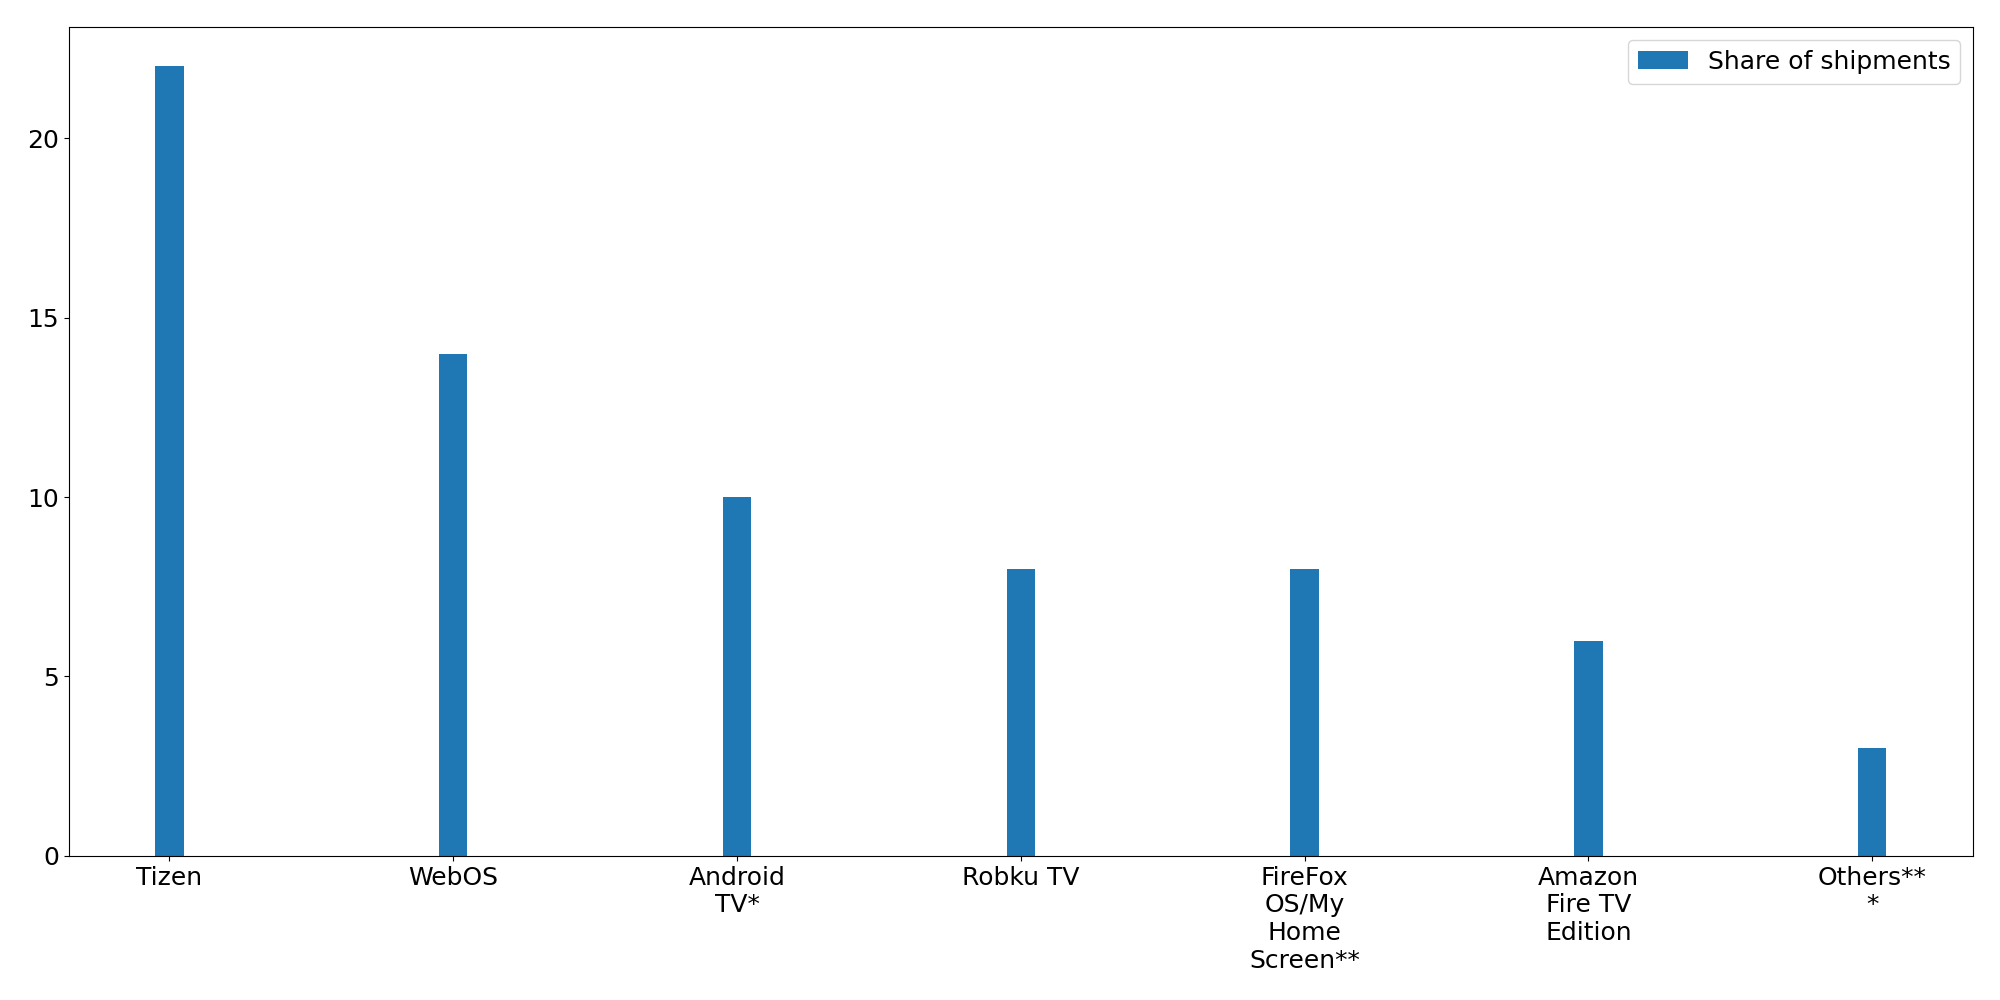 Share of shipments
20
15
10
5
0
Tizen
WebOS
Android
TV*
Robku TV
FireFox
OS/My
Home
Screen**
Amazon
Fire TV
Edition
Others**
*